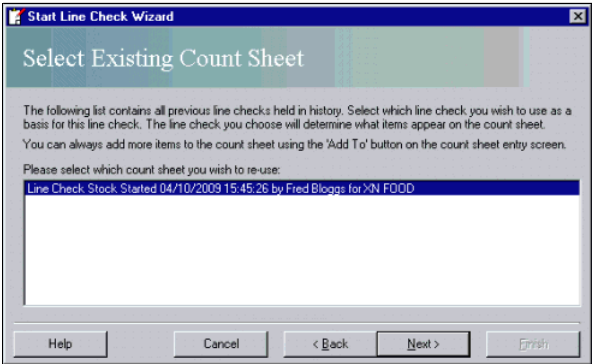 Start Line Check Wizard
Select Existing Count Sheet
The following list contains all previous line checks held in history. Select which line check you wish to use as a
basis for this line check. The line check you choose will determine what items appear on the count sheet.
You can always add more items to the count sheet using the 'Add To' button on the count sheet entry screen.
Please select which count sheet you wish to re-use:
Line Check Stock Started 04/10/2009 15:45:26 by Fred Bloggs for XN FOOD
Help
Cancel
< Back
Next >
Finish